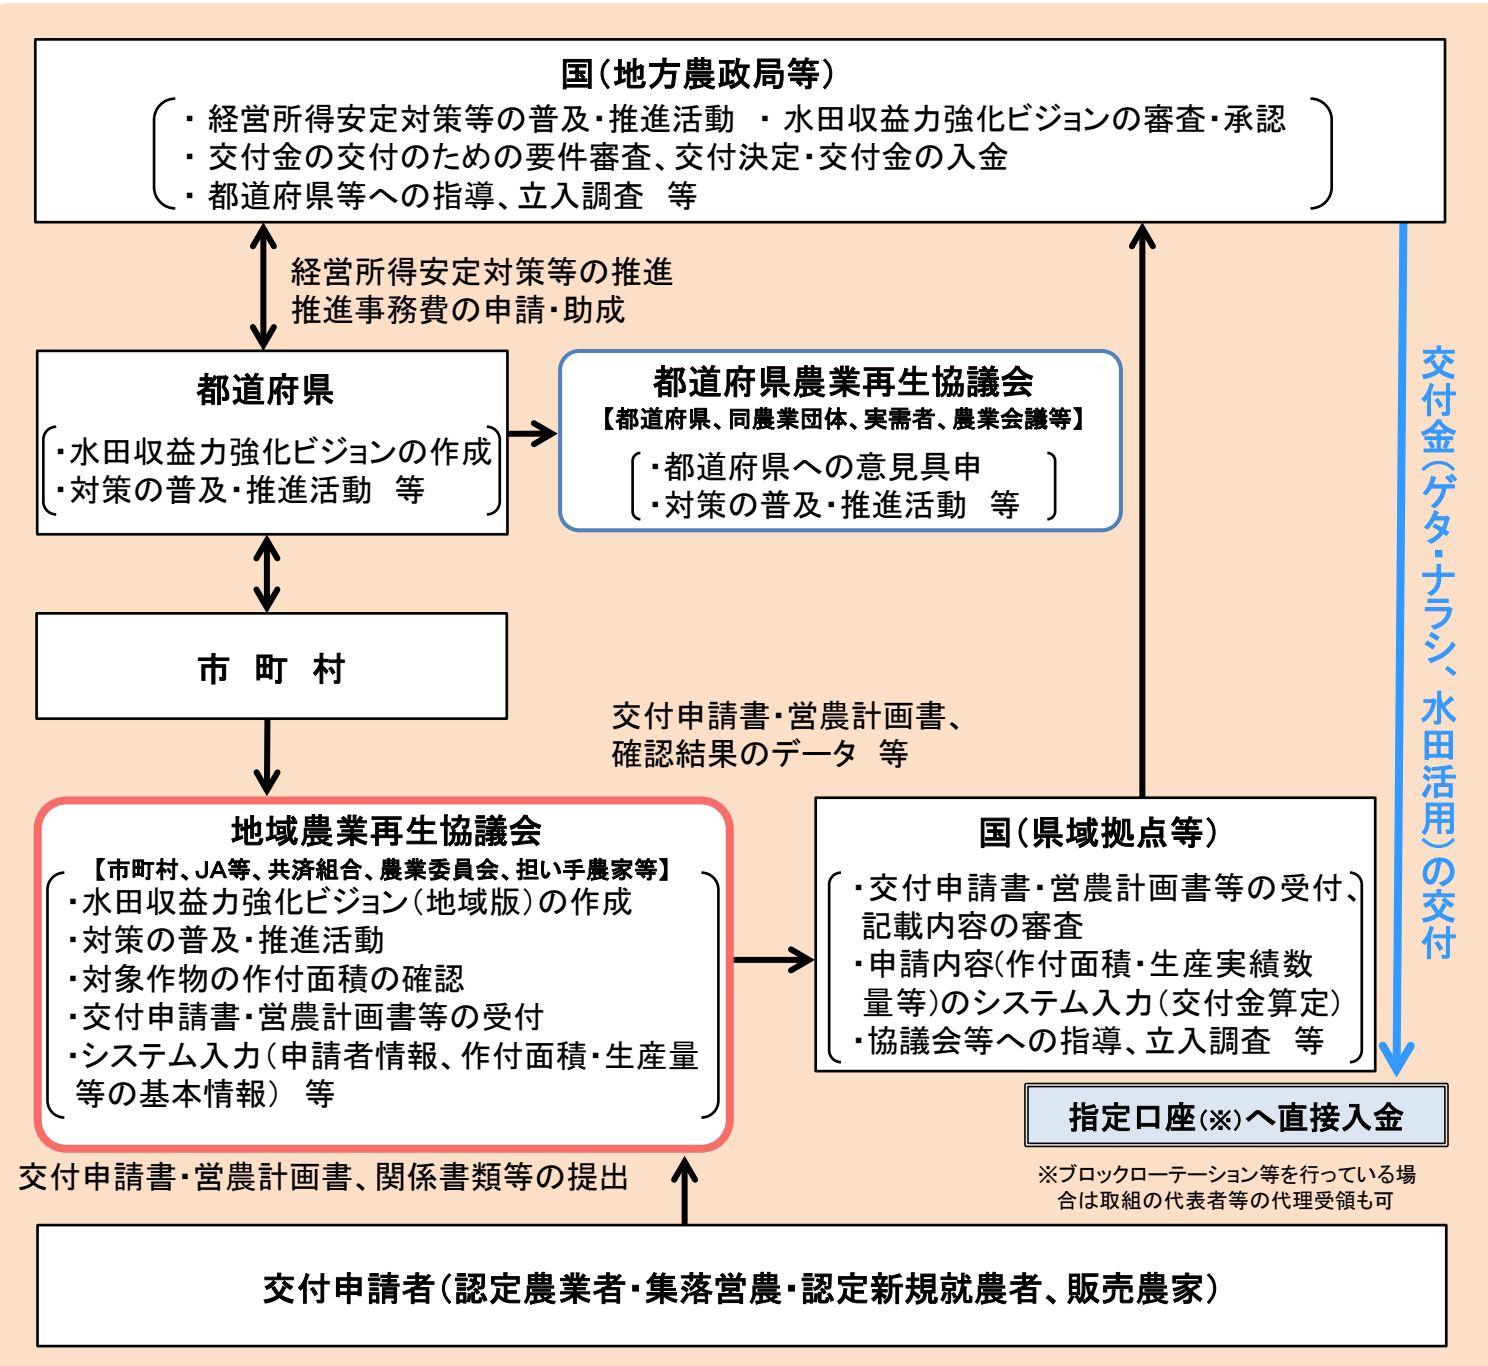 国(地方農政局等)
・ 経営所得安定対策等の普及・推進活動 ・ 水田収益力強化ビジョンの審査・承認
・ 交付金の交付のための要件審査、交付決定・交付金の入金
・ 都道府県等への指導、立入調査 等
経営所得安定対策等の推進
推進事務費の申請・助成
都道府県
・水田収益力強化ビジョンの作成
・対策の普及・推進活動 等
都道府県農業再生協議会
【都道府県、同農業団体、実需者、農業会議等】
・都道府県への意見具申
・対策の普及・推進活動 等
交付金(ゲタ・ナラシ、水田活用)の交付
市 町 村
交付申請書・営農計画書、
確認結果のデータ 等
地域農業再生協議会
【市町村、JA等、共済組合、農業委員会、担い手農家等】
・水田収益力強化ビジョン(地域版)の作成
・対策の普及・推進活動
・対象作物の作付面積の確認
・交付申請書・営農計画書等の受付
・システム入力(申請者情報、作付面積・生産量
等の基本情報) 等
国(県域拠点等)
・交付申請書・営農計画書等の受付、
記載内容の審査
・申請内容(作付面積・生産実績数
量等)のシステム入力(交付金算定)
・協議会等への指導、立入調査 等
指定口座(※)へ直接入金
※ブロックローテーション等を行っている場
合は取組の代表者等の代理受領も可
交付申請書・営農計画書、関係書類等の提出
交付申請者(認定農業者・集落営農・認定新規就農者、販売農家)